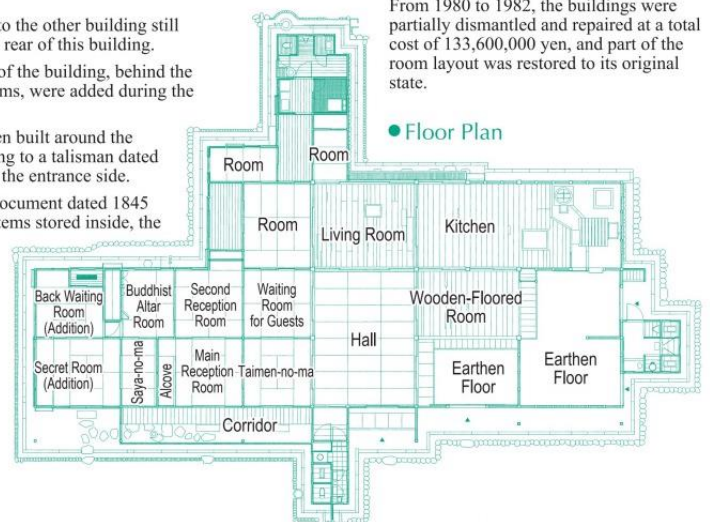 to the other building still
rear of this building.
of the building, behind the
ms, were added during the
en built around the
ng to a talisman dated
the entrance side.
ocument dated 1845
tems stored inside, the
From 1980 to 1982, the buildings were
partially dismantled and repaired at a total
cost of 133,600,000 yen, and part of the
room layout was restored to its original
state.
● Floor Plan
Room
Room
Room
Living Room
Kitchen
Back Waiting
Room
(Addition)
Buddhist
Altar
Room
Second
Reception
Room
Waiting
Room
for Guests
Hall
Wooden-Floored
Room
Secret Room
(Addition)
Saya-no-ma
Alcove
Main
Reception
Room
Taimen-no-ma
Earthen
Floor
Earthen
Floor
Corridor